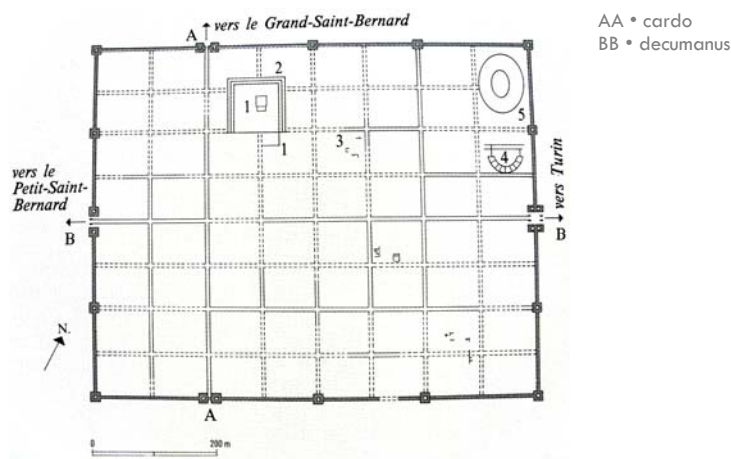 vers le Grand-Saint-Bernard
A
AA • cardo
BB • decumanus
2
1
5
1
3
4
vers le
Petit-Saint-
Bernard
vers Turin
B
B
N.
A
0
200 m